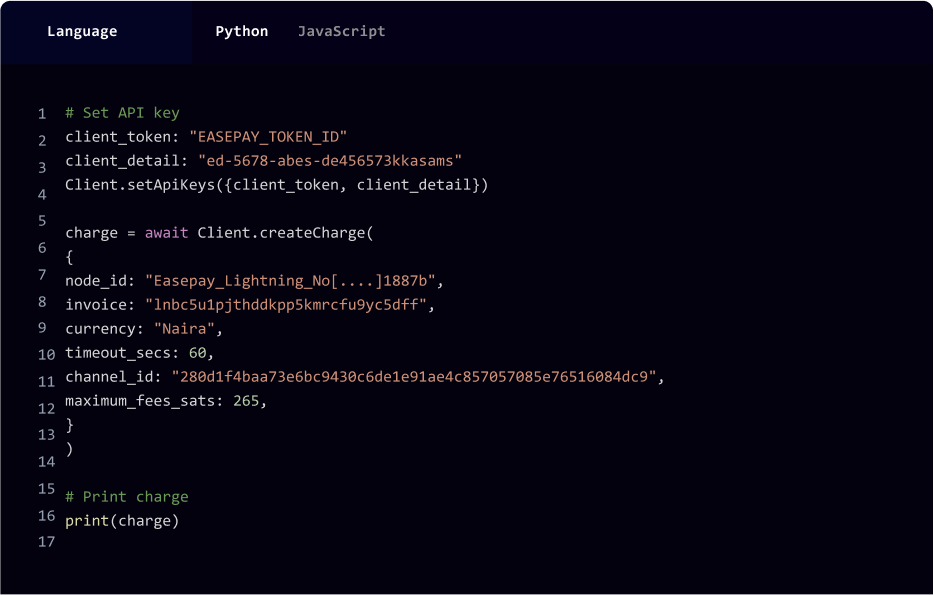 Language Python JavaScript
1 # Set API key
2 client_token: "EASEPAY_TOKEN_ID"
3 client_detail: "ed-5678-abes-de456573kkasams"
4 Client.setApiKeys({client_token, client_detail})
5
6 charge = await Client.createCharge(
7 {
8 node_id: "Easepay_Lightning_No[....]1887b",
9 invoice: "lnbc5u1pjthddkpp5kmrcfu9yc5dff",
10 currency: "Naira",
11 timeout_secs: 60,
12 channel_id: "280d1f4baa73e6bc9430c6de1e91ae4c857057085e76516084dc9",
13 maximum_fees_sats: 265,
14 }
15 )
16 # Print charge
17 print(charge)